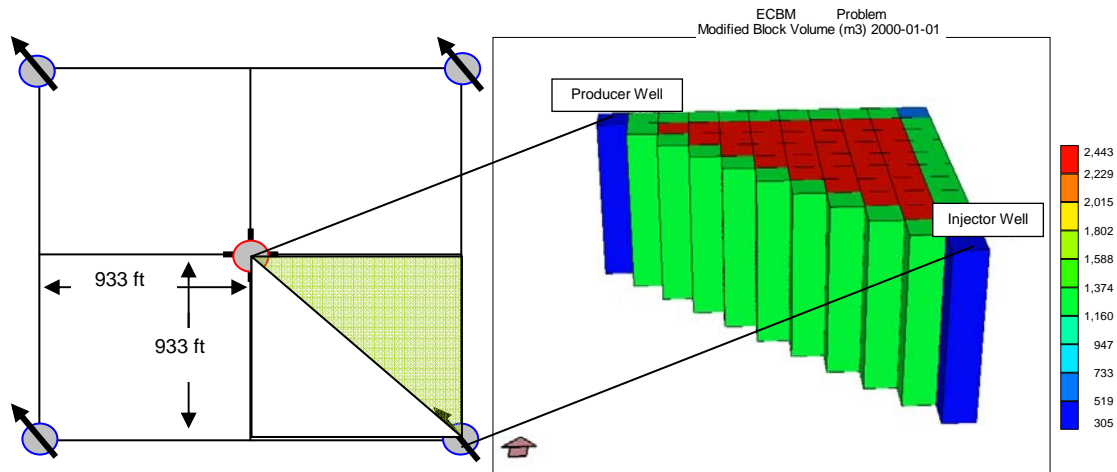 ECBM Problem
Modified Block Volume (m3) 2000-01-01
Producer Well
Injector Well
933 ft
933 ft
2,443
2,229
2,015
1,802
1,588
1,374
1,160
947
733
519
305